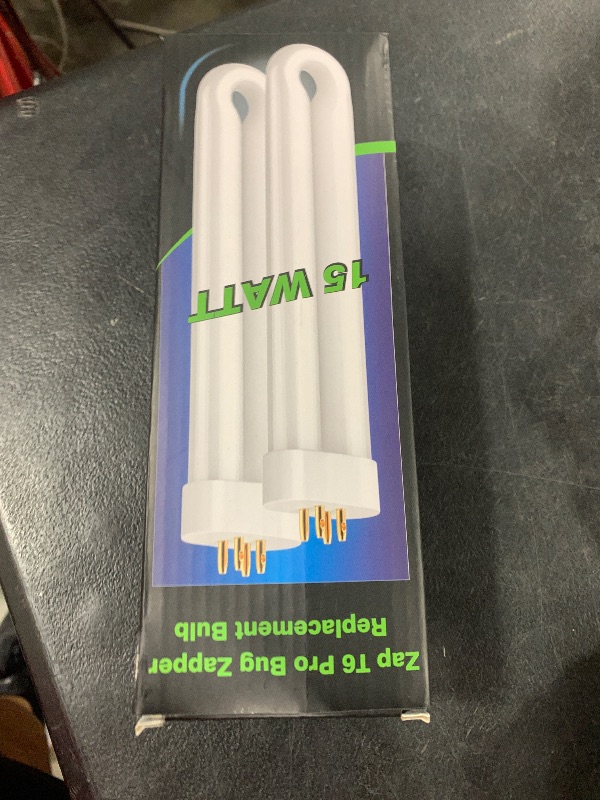 Zap T6 Pro Bug Zapper
Replacement Bulb
15 WATT